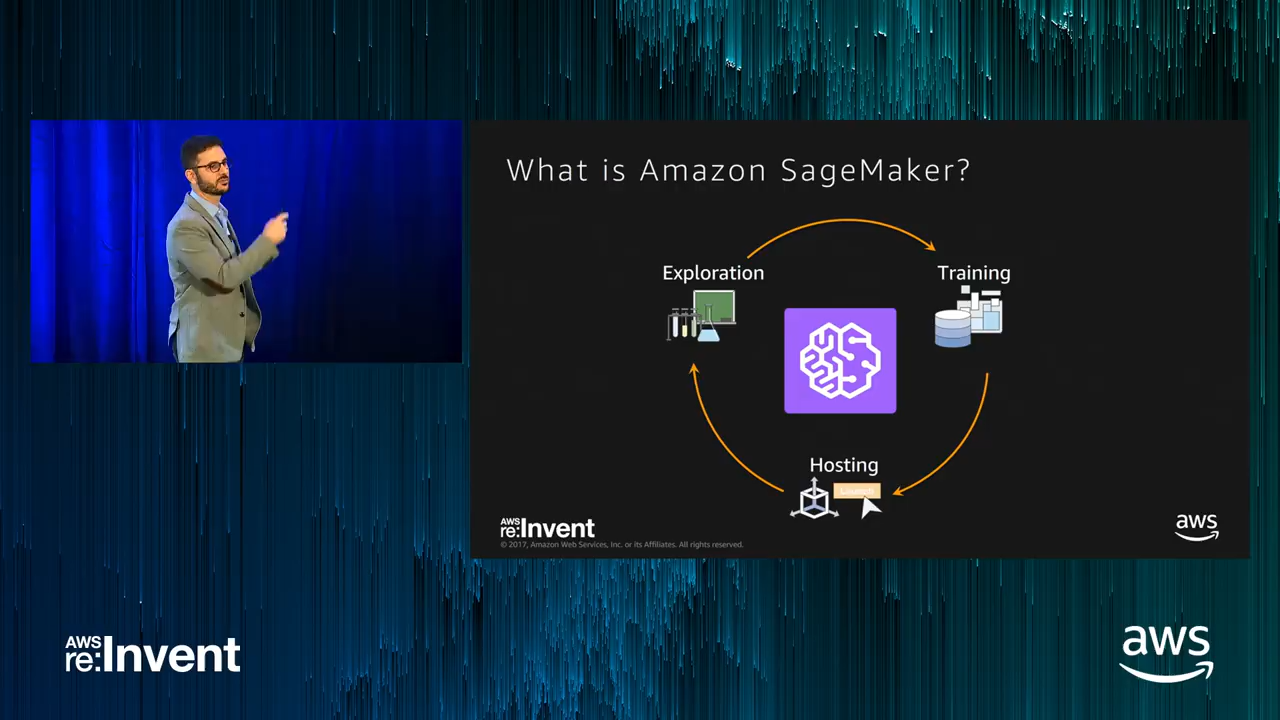 What is Amazon SageMaker?
Exploration
Training
Hosting
Launch
AWS
re:Invent
© 2017, Amazon Web Services, Inc. or its Affiliates. All rights reserved.
aws
AWS
re:Invent
aws